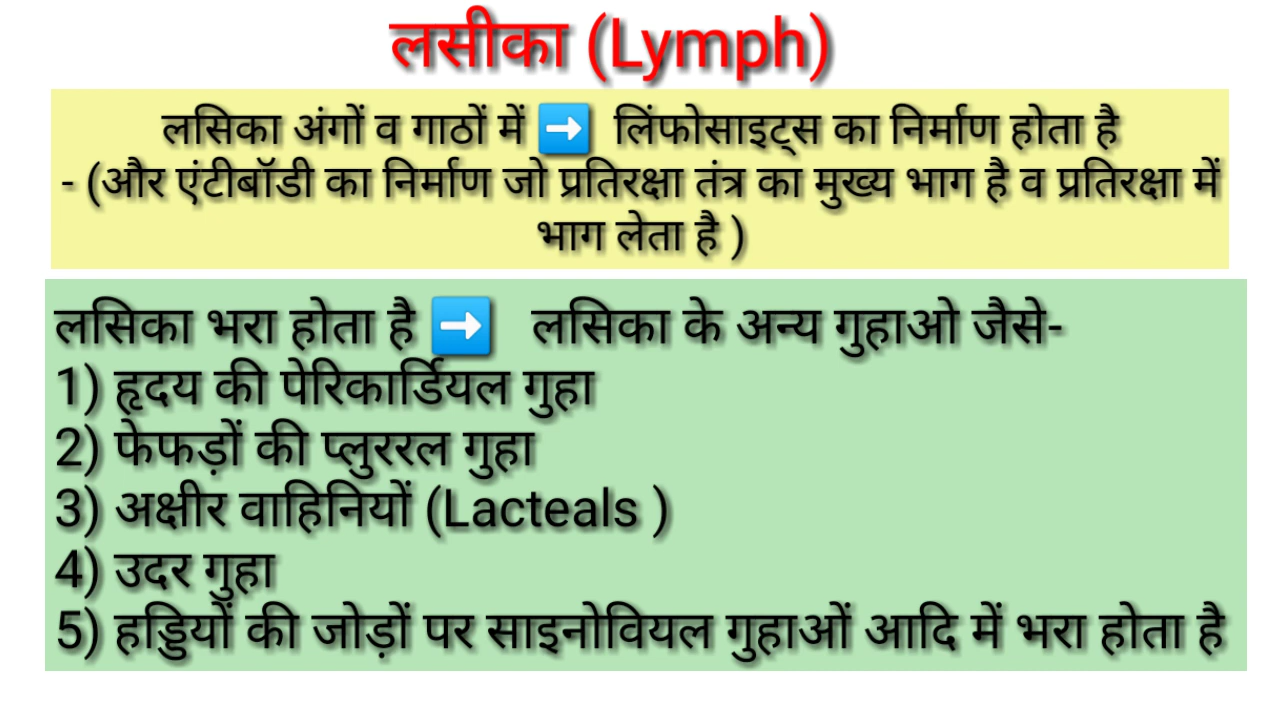 लसीका (Lymph)
लसिका अंगों व गाठों में ➡️ लिंफोसाइट्स का निर्माण होता है
- (और एंटीबॉडी का निर्माण जो प्रतिरक्षा तंत्र का मुख्य भाग है व प्रतिरक्षा में
भाग लेता है )
लसिका भरा होता है ➡️ लसिका के अन्य गुहाओ जैसे-
1) हृदय की पेरिकार्डियल गुहा
2) फेफड़ों की प्लुररल गुहा
3) अक्षीर वाहिनियों (Lacteals )
4) उदर गुहा
5) हड्डियों की जोड़ों पर साइनोवियल गुहाओं आदि में भरा होता है